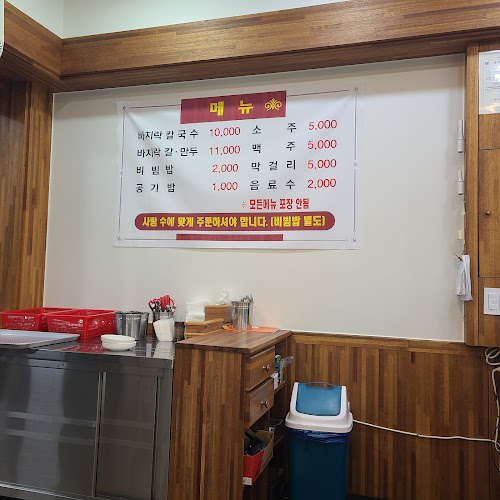 메 뉴
바지락 칼국수 10,000 소 주 5,000
바지락 칼·만두 11,000 맥 주 5,000
비 빔 밥 2,000 막 걸 리 5,000
공 기 밥 1,000 음 료 수 2,000
※ 모든메뉴 포장 안됨
사람 수에 맞게 주문하셔야 합니다. (비빔밥 별도)